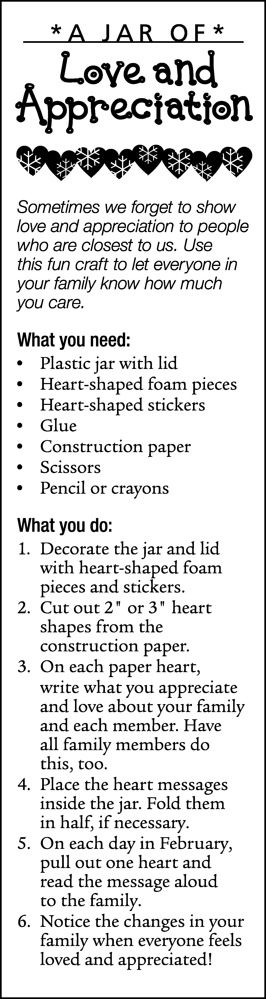 * A JAR OF *
Love and
Appreciation
Sometimes we forget to show
love and appreciation to people
who are closest to us. Use
this fun craft to let everyone in
your family know how much
you care.
What you need:
• Plastic jar with lid
• Heart-shaped foam pieces
• Heart-shaped stickers
• Glue
• Construction paper
• Scissors
• Pencil or crayons
What you do:
1. Decorate the jar and lid
with heart-shaped foam
pieces and stickers.
2. Cut out 2" or 3" heart
shapes from the
construction paper.
3. On each paper heart,
write what you appreciate
and love about your family
and each member. Have
all family members do
this, too.
4. Place the heart messages
inside the jar. Fold them
in half, if necessary.
5. On each day in February,
pull out one heart and
read the message aloud
to the family.
6. Notice the changes in your
family when everyone feels
loved and appreciated!